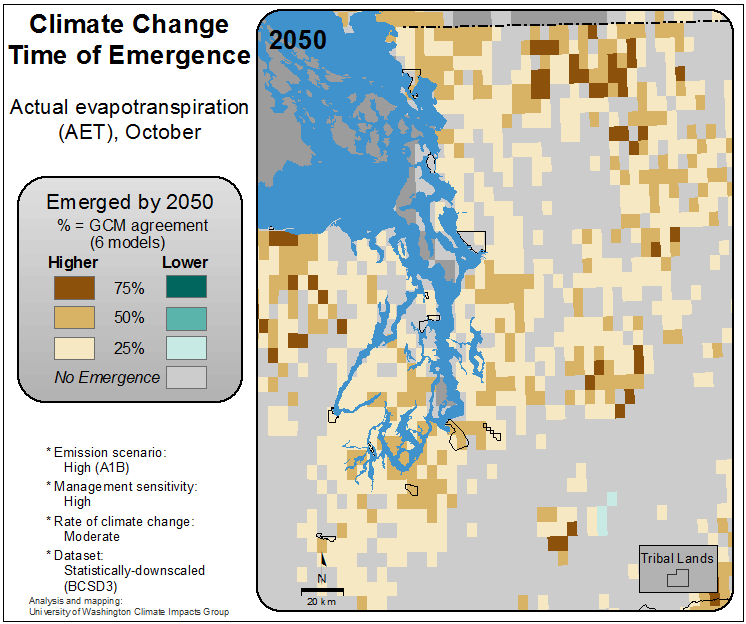 Climate Change
Time of Emergence
Actual evapotranspiration
(AET), October
Emerged by 2050
% = GCM agreement
(6 models)
Higher Lower
75%
50%
25%
No Emergence
* Emission scenario:
High (A1B)
* Management sensitivity:
High
* Rate of climate change:
Moderate
* Dataset:
Statistically-downscaled
(BCSD3)
Analysis and mapping:
University of Washington Climate Impacts Group
2050
N
20 km
Tribal Lands